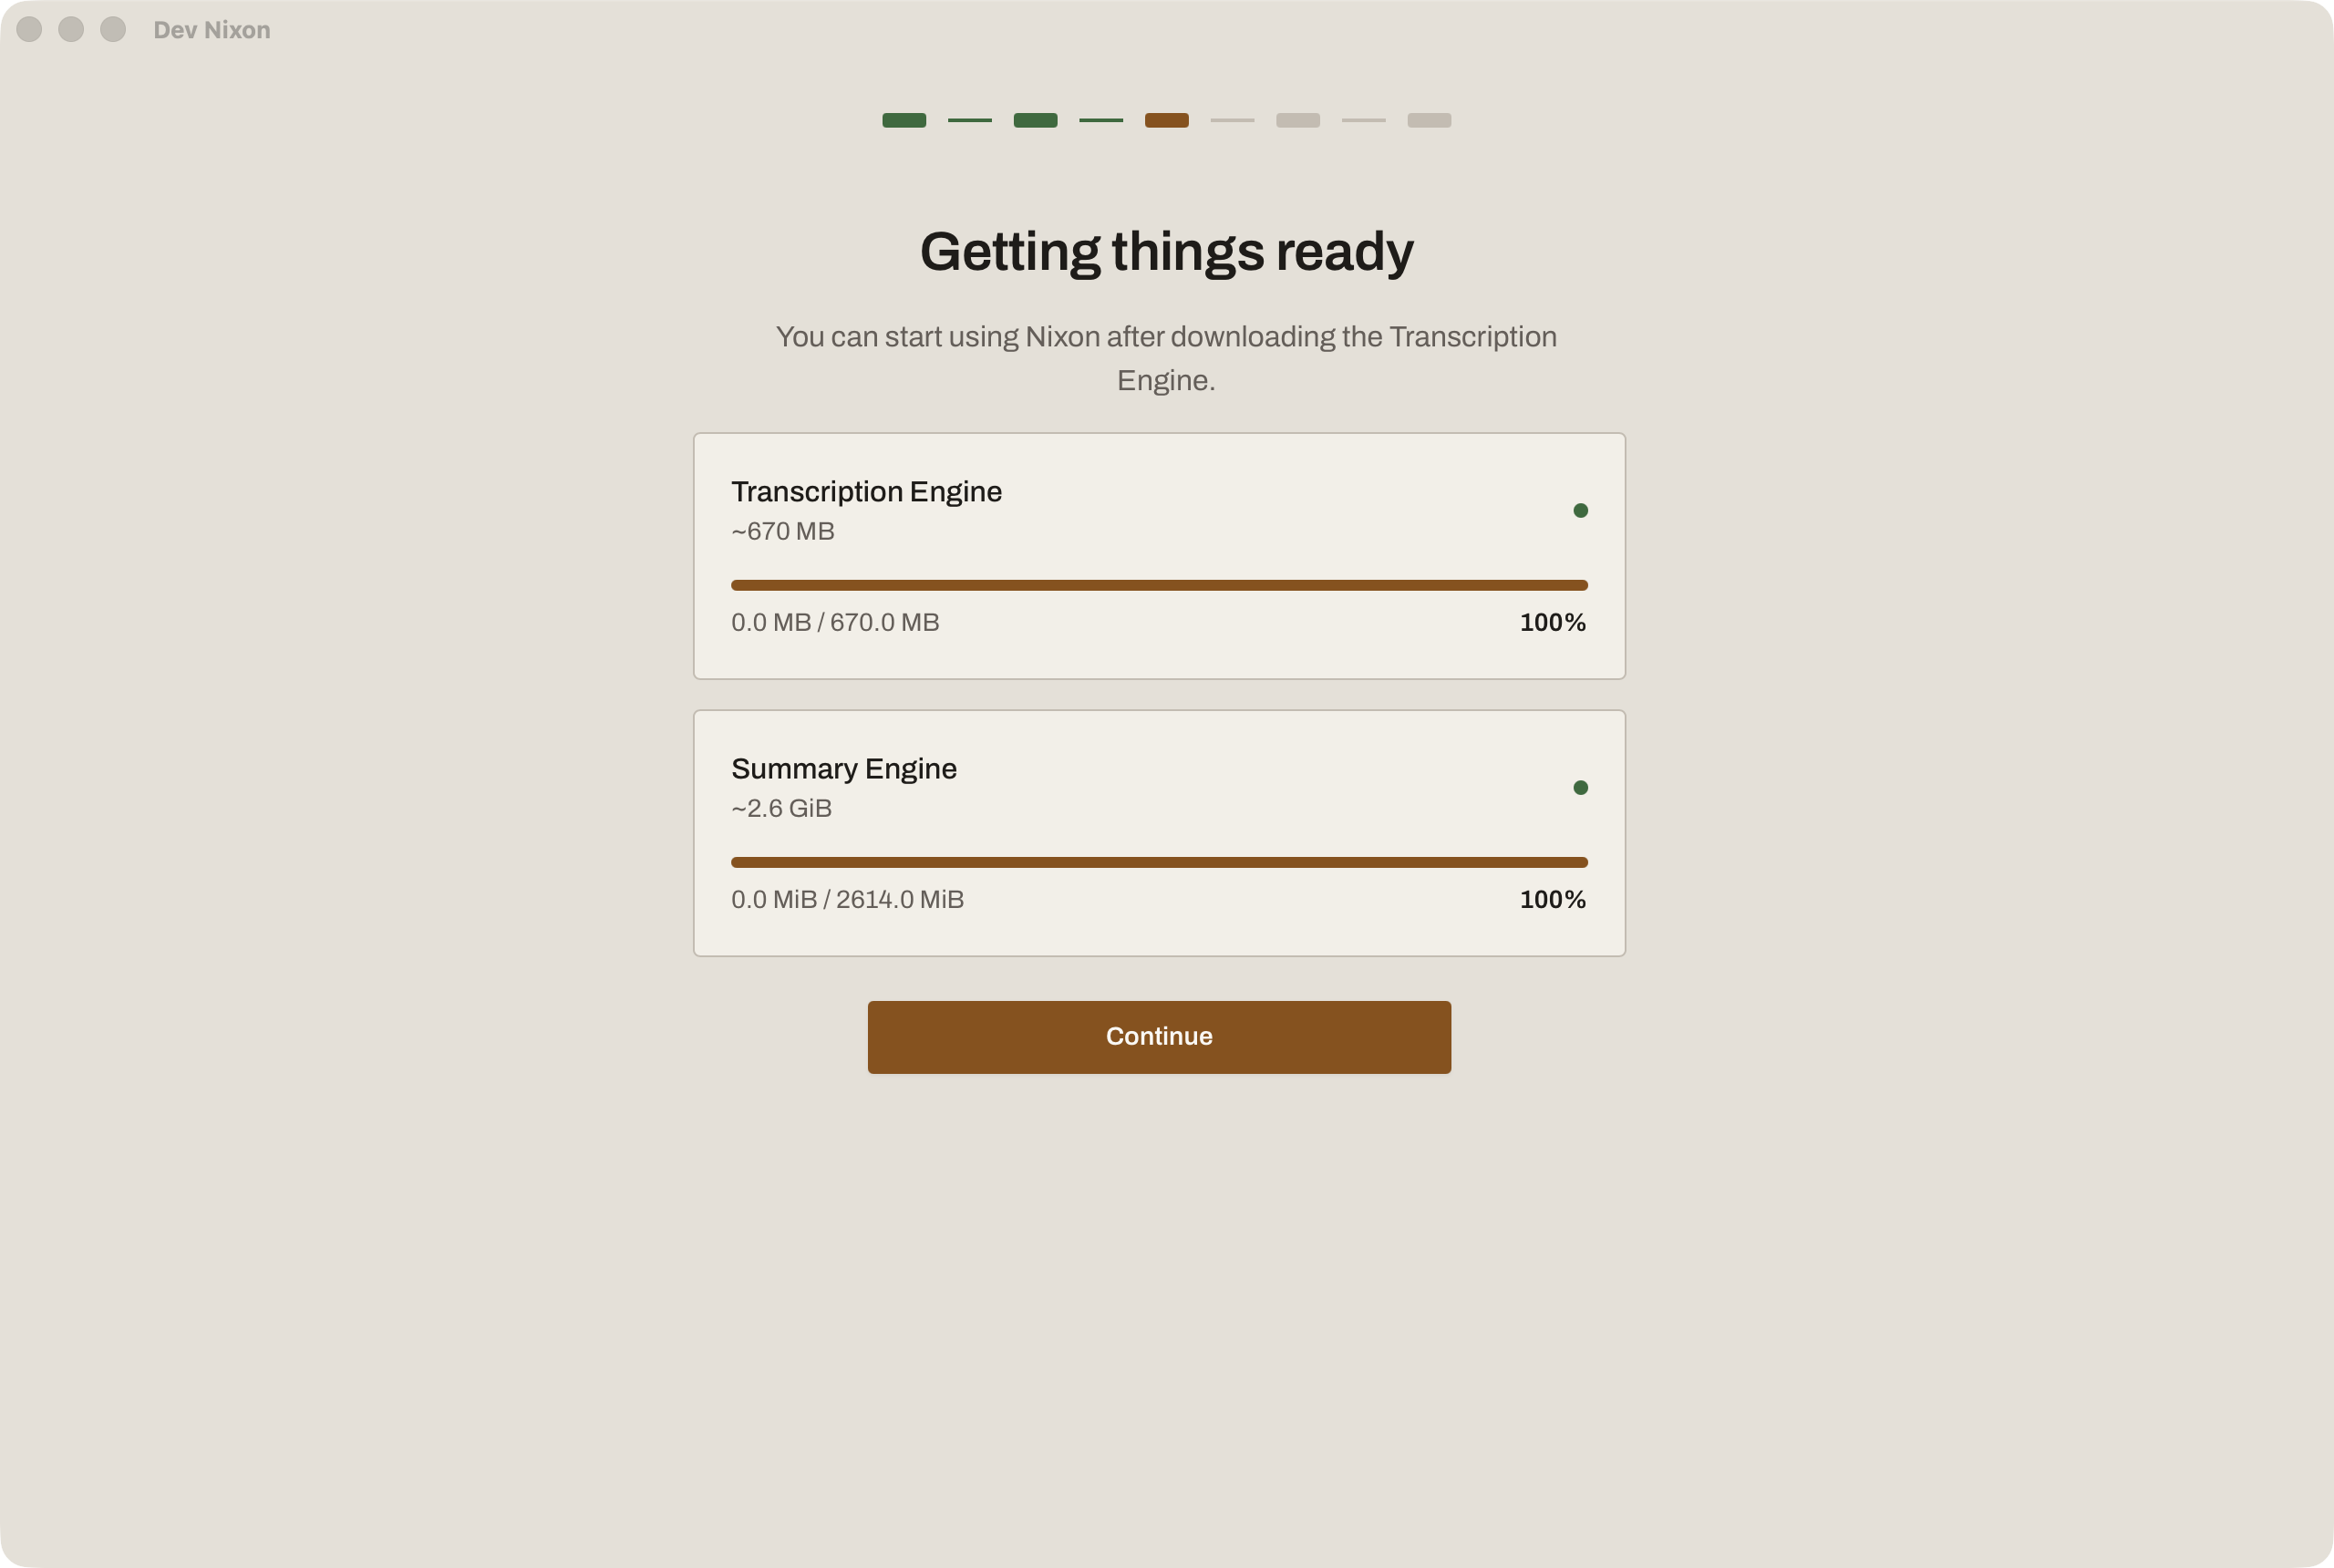 Dev Nixon
Getting things ready
You can start using Nixon after downloading the Transcription
Engine.
Transcription Engine
~670 MB
0.0 MB / 670.0 MB 100%
Summary Engine
~2.6 GiB
0.0 MiB / 2614.0 MiB 100%
Continue